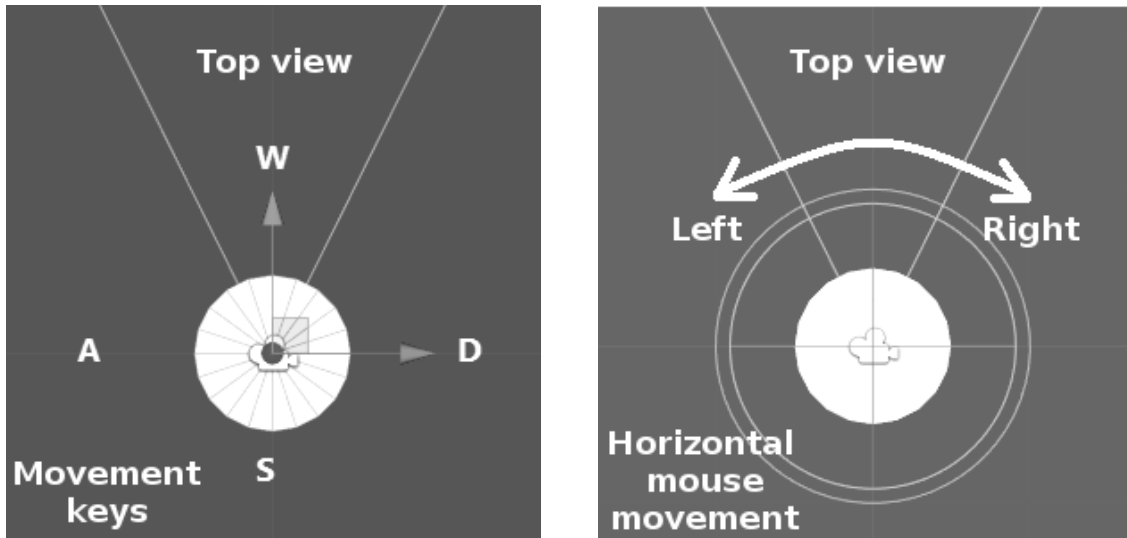 Top view
W
A
D
S
Movement
keys
Top view
Left
Right
Horizontal
mouse
movement